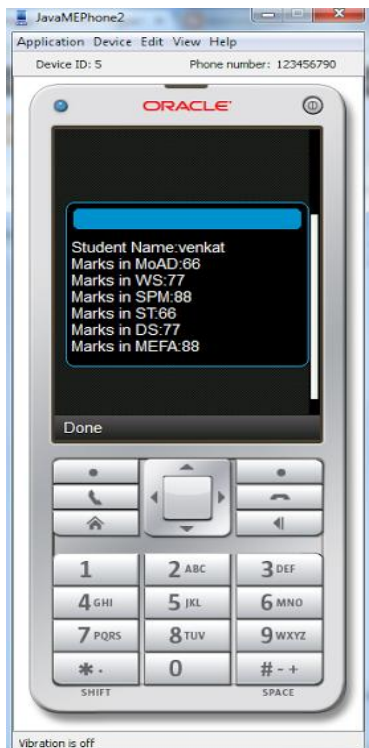 JavaMEPhone2
Application Device Edit View Help
Device ID: 5 Phone number: 123456790
ORACLE
Student Name:venkat
Marks in MoAD:66
Marks in WS:77
Marks in SPM:88
Marks in ST:66
Marks in DS:77
Marks in MEFA:88
Done
1 2 ABC 3 DEF
4 GHI 5 JKL 6 MNO
7 PQRS 8 TUV 9 WXYZ
* . 0 # - +
SHIFT SPACE
Vibration is off